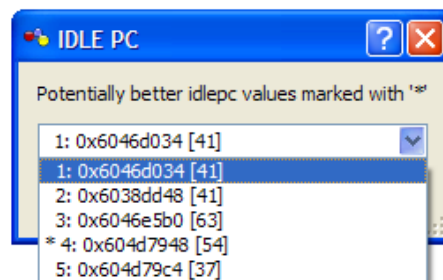 IDLE PC
Potentially better idlepc values marked with '*'
1: 0x6046d034 [41]
1: 0x6046d034 [41]
2: 0x6038dd48 [41]
3: 0x6046e5b0 [63]
* 4: 0x604d7948 [54]
5: 0x604d79c4 [37]